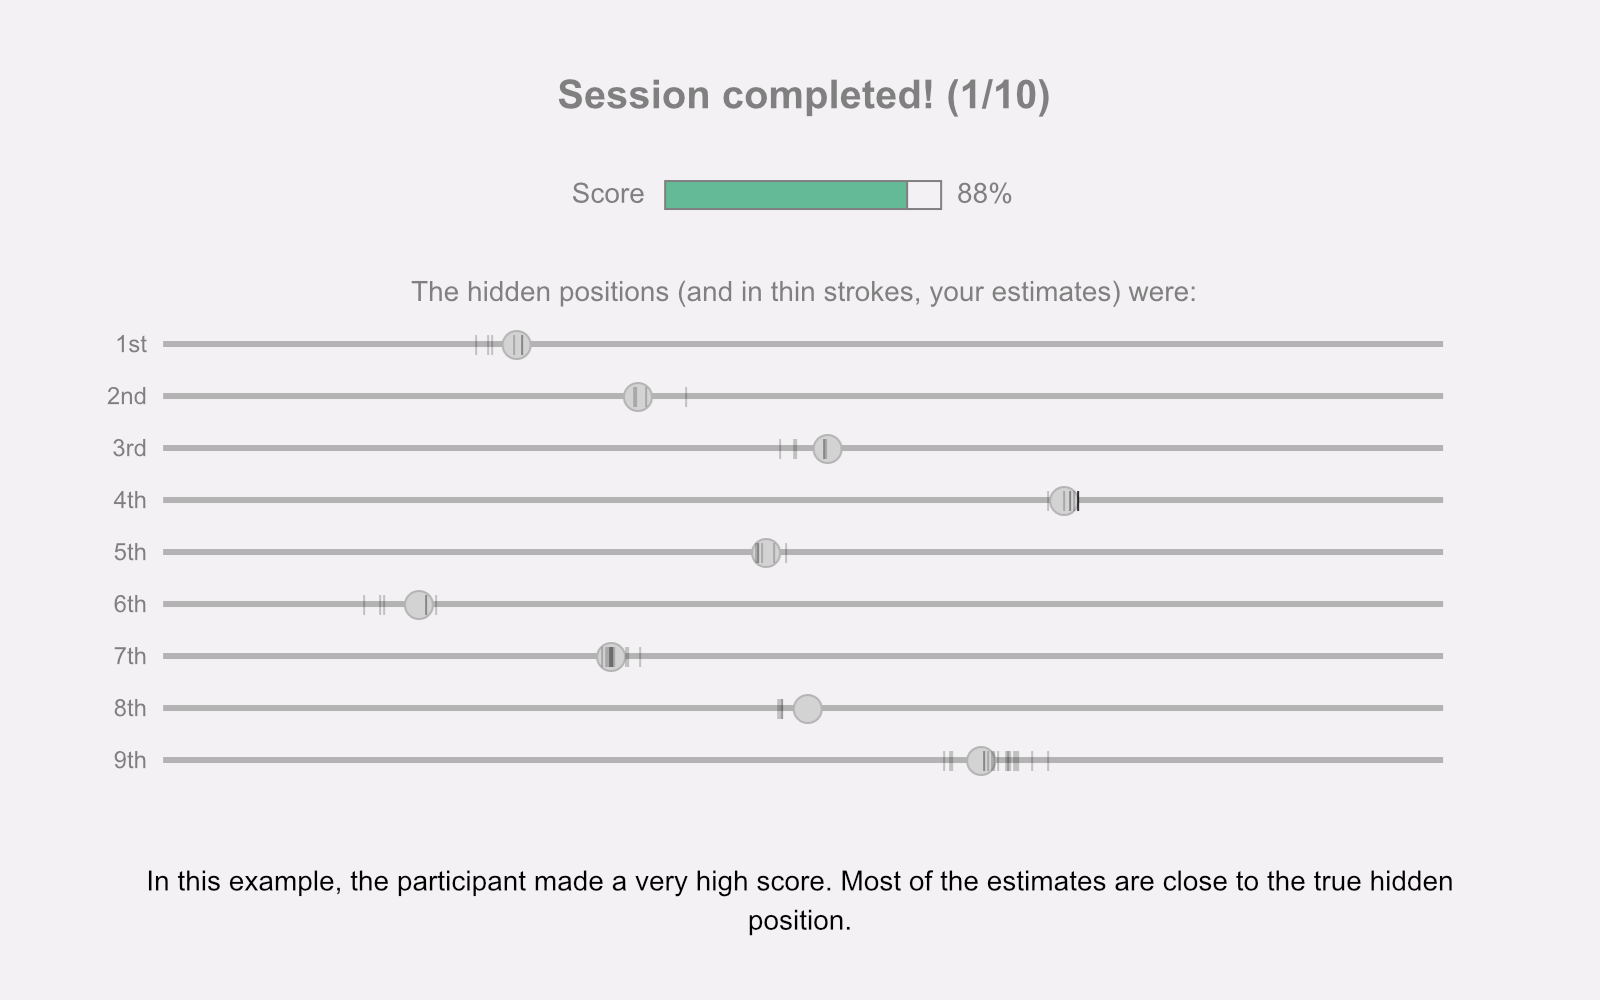 Session completed! (1/10)
Score 88%
The hidden positions (and in thin strokes, your estimates) were:
1st
2nd
3rd
4th
5th
6th
7th
8th
9th
In this example, the participant made a very high score. Most of the estimates are close to the true hidden
position.